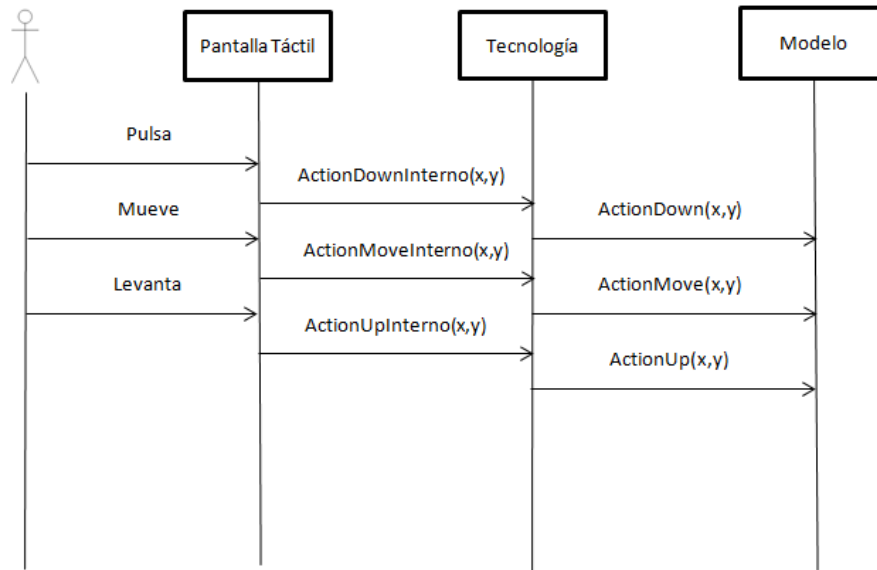 Pantalla Táctil
Tecnología
Modelo
Pulsa
ActionDownInterno(x,y)
Mueve
ActionDown(x,y)
ActionMoveInterno(x,y)
Levanta
ActionMove(x,y)
ActionUpInterno(x,y)
ActionUp(x,y)